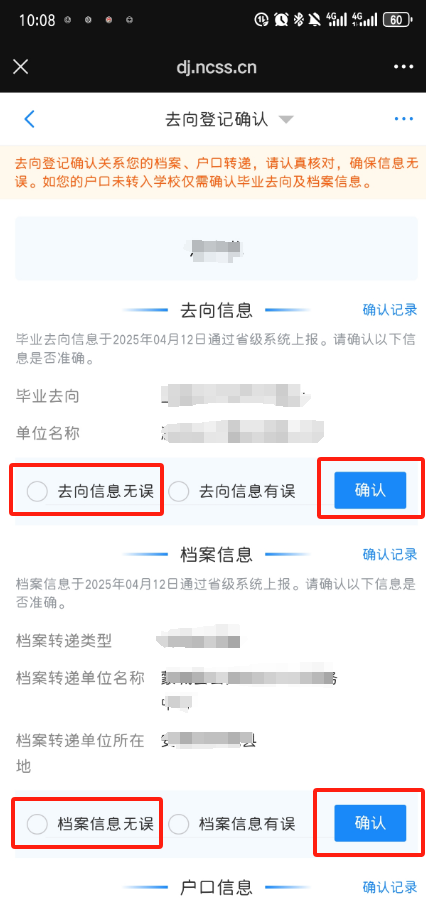 10:08
4G 4G 60
dj.ncss.cn
去向登记确认
去向登记确认关系您的档案、户口转递，请认真核对，确保信息无
误。如您的户口未转入学校仅需确认毕业去向及档案信息。
去向信息 确认记录
毕业去向信息于2025年04月12日通过省级系统上报。请确认以下信
息是否准确。
毕业去向
单位名称
去向信息无误 去向信息有误 确认
档案信息 确认记录
档案信息于2025年04月12日通过省级系统上报。请确认以下信息是
否准确。
档案转递类型
档案转递单位名称
档案转递单位所在 县
地
档案信息无误 档案信息有误 确认
户口信息 确认记录